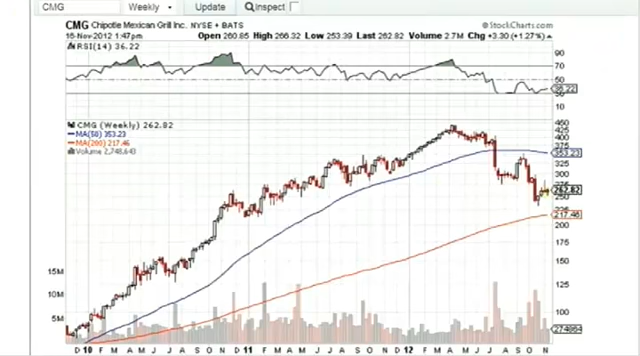 CMG Weekly Update Inspect
CMG Chipotle Mexican Grill Inc. NYSE + BATS © StockCharts.com
16-Nov-2012 1:47pm Open 260.85 High 266.32 Low 253.39 Last 262.82 Volume 2.7M Chg +3.30 (+1.27%)
RSI(14) 36.22
90
70
50
36.22
30
10
CMG (Weekly) 262.82
MA(50) 353.23
MA(200) 217.46
Volume 2,748,643
450
425
400
375
353.23
325
300
275
262.82
250
225
217.46
200
175
150
125
100
15M
10M
5M
2748643
D 10 F M A M J J A S O N D 11 F M A M J J A S O N D 12 F M A M J J A S O N